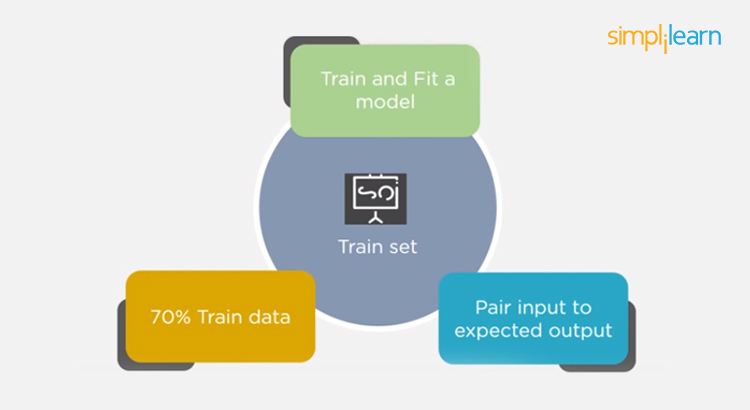 simplilearn
Train and Fit a
model
Train set
70% Train data
Pair input to
expected output